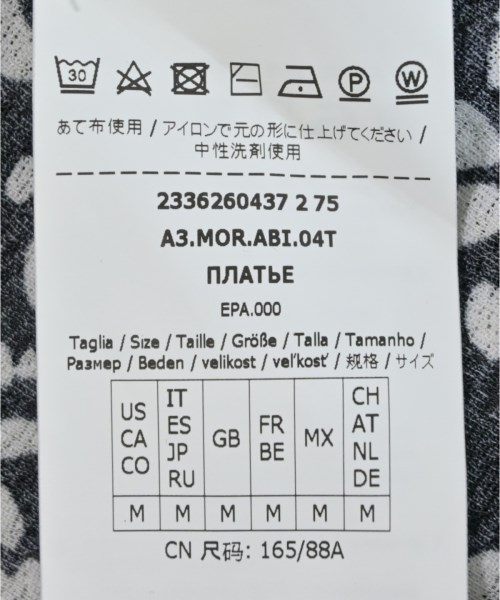 30 P W
あて布使用 / アイロンで元の形に仕上げてください /
中性洗剤使用
2336260437 2 75
A3.MOR.ABI.04T
ПЛАТЬЕ
EPA.000
Taglia / Size / Taille / Größe / Talla / Tamanho /
Размер / Beden / velikost / veľkosť / 规格 / サイズ
US CA CO IT ES JP RU GB FR BE MX CH AT NL DE
M M M M M M
CN 尺码: 165/88A